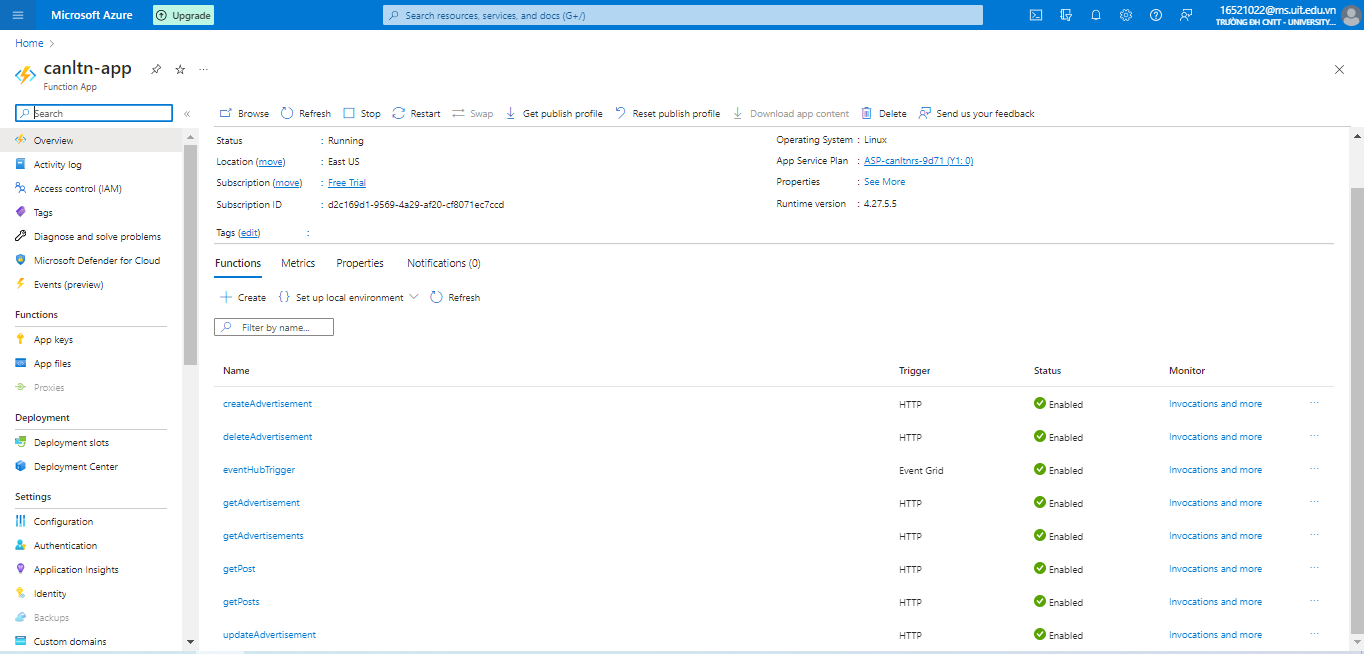 Microsoft Azure
Upgrade
Search resources, services, and docs (G+/)
16521022@ms.uit.edu.vn
TRƯỜNG ĐH CNTT - UNIVERSITY...
Home
canltn-app
Function App
Search
Overview
Activity log
Access control (IAM)
Tags
Diagnose and solve problems
Microsoft Defender for Cloud
Events (preview)
Functions
App keys
App files
Proxies
Deployment
Deployment slots
Deployment Center
Settings
Configuration
Authentication
Application Insights
Identity
Backups
Custom domains
Browse Refresh Stop Restart Swap Get publish profile Reset publish profile Download app content Delete Send us your feedback
Status : Running
Location (move) : East US
Subscription (move) : Free Trial
Subscription ID : d2c169d1-9569-4a29-af20-cf8071ec7ccd
Operating System : Linux
App Service Plan : ASP-canltnrs-9d71 (Y1: 0)
Properties : See More
Runtime version : 4.27.5.5
Tags (edit) :
Functions Metrics Properties Notifications (0)
Create Set up local environment Refresh
Filter by name...
Name Trigger Status Monitor
createAdvertisement HTTP Enabled Invocations and more ...
deleteAdvertisement HTTP Enabled Invocations and more ...
eventHubTrigger Event Grid Enabled Invocations and more ...
getAdvertisement HTTP Enabled Invocations and more ...
getAdvertisements HTTP Enabled Invocations and more ...
getPost HTTP Enabled Invocations and more ...
getPosts HTTP Enabled Invocations and more ...
updateAdvertisement HTTP Enabled Invocations and more ...